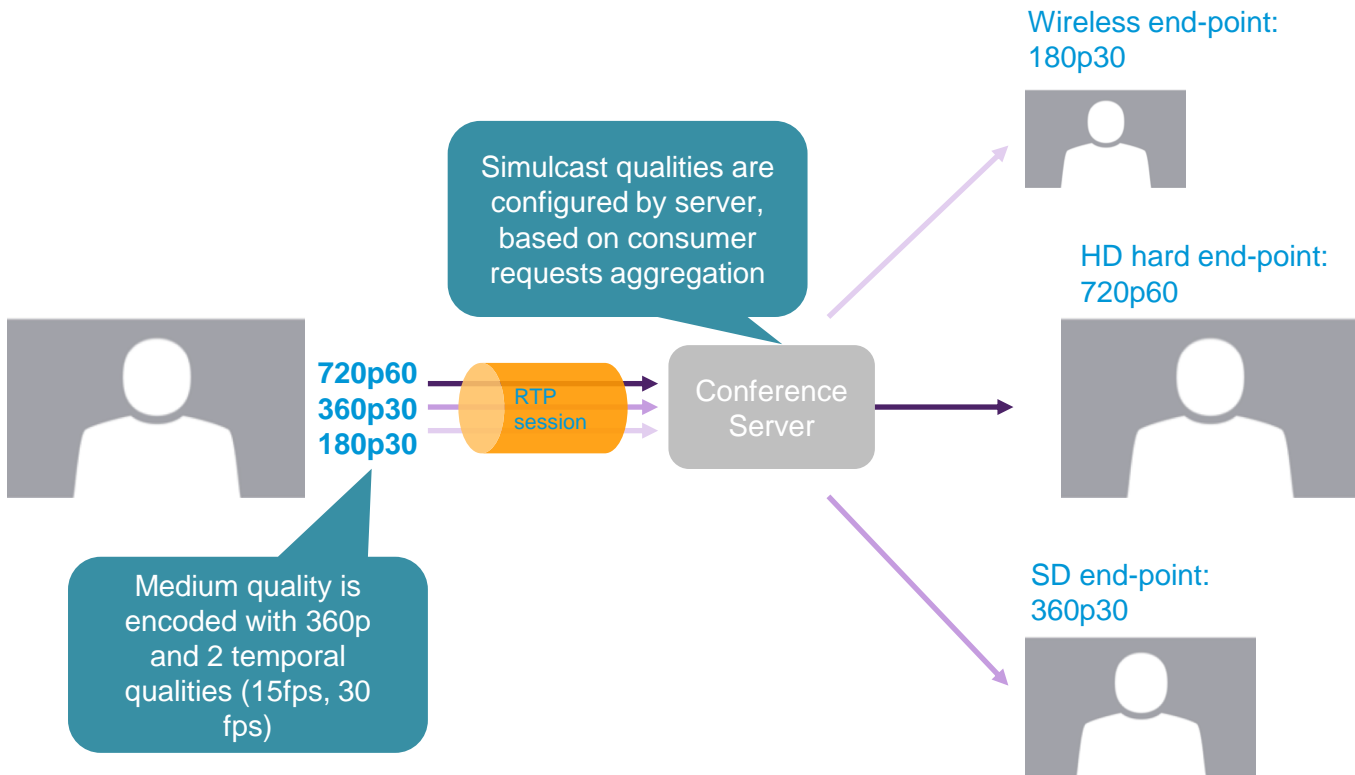 Wireless end-point:
180p30
Simulcast qualities are
configured by server,
based on consumer
requests aggregation
HD hard end-point:
720p60
720p60
360p30
180p30
RTP
session
Conference
Server
Medium quality is
encoded with 360p
and 2 temporal
qualities (15fps, 30
fps)
SD end-point:
360p30